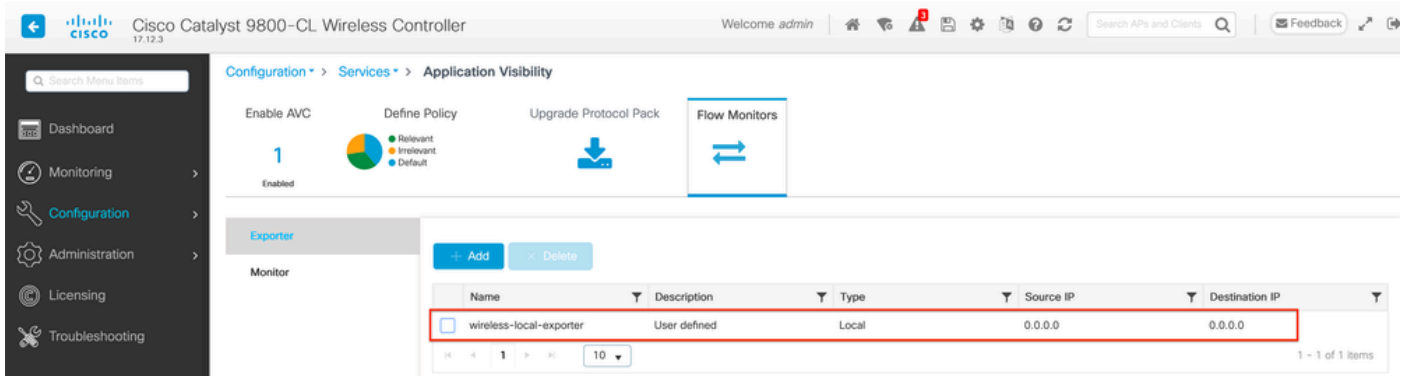 CISCO
Cisco Catalyst 9800-CL Wireless Controller
17.12.3
Welcome admin
3
Search APs and Clients
Feedback
Search Menu Items
Dashboard
Monitoring
Configuration
Administration
Licensing
Troubleshooting
Configuration > Services > Application Visibility
Enable AVC
1
Enabled
Define Policy
Relevant
Irrelevant
Default
Upgrade Protocol Pack
Flow Monitors
Exporter
Monitor
+ Add × Delete
Name Description Type Source IP Destination IP
wireless-local-exporter User defined Local 0.0.0.0 0.0.0.0
1 10 1 - 1 of 1 items